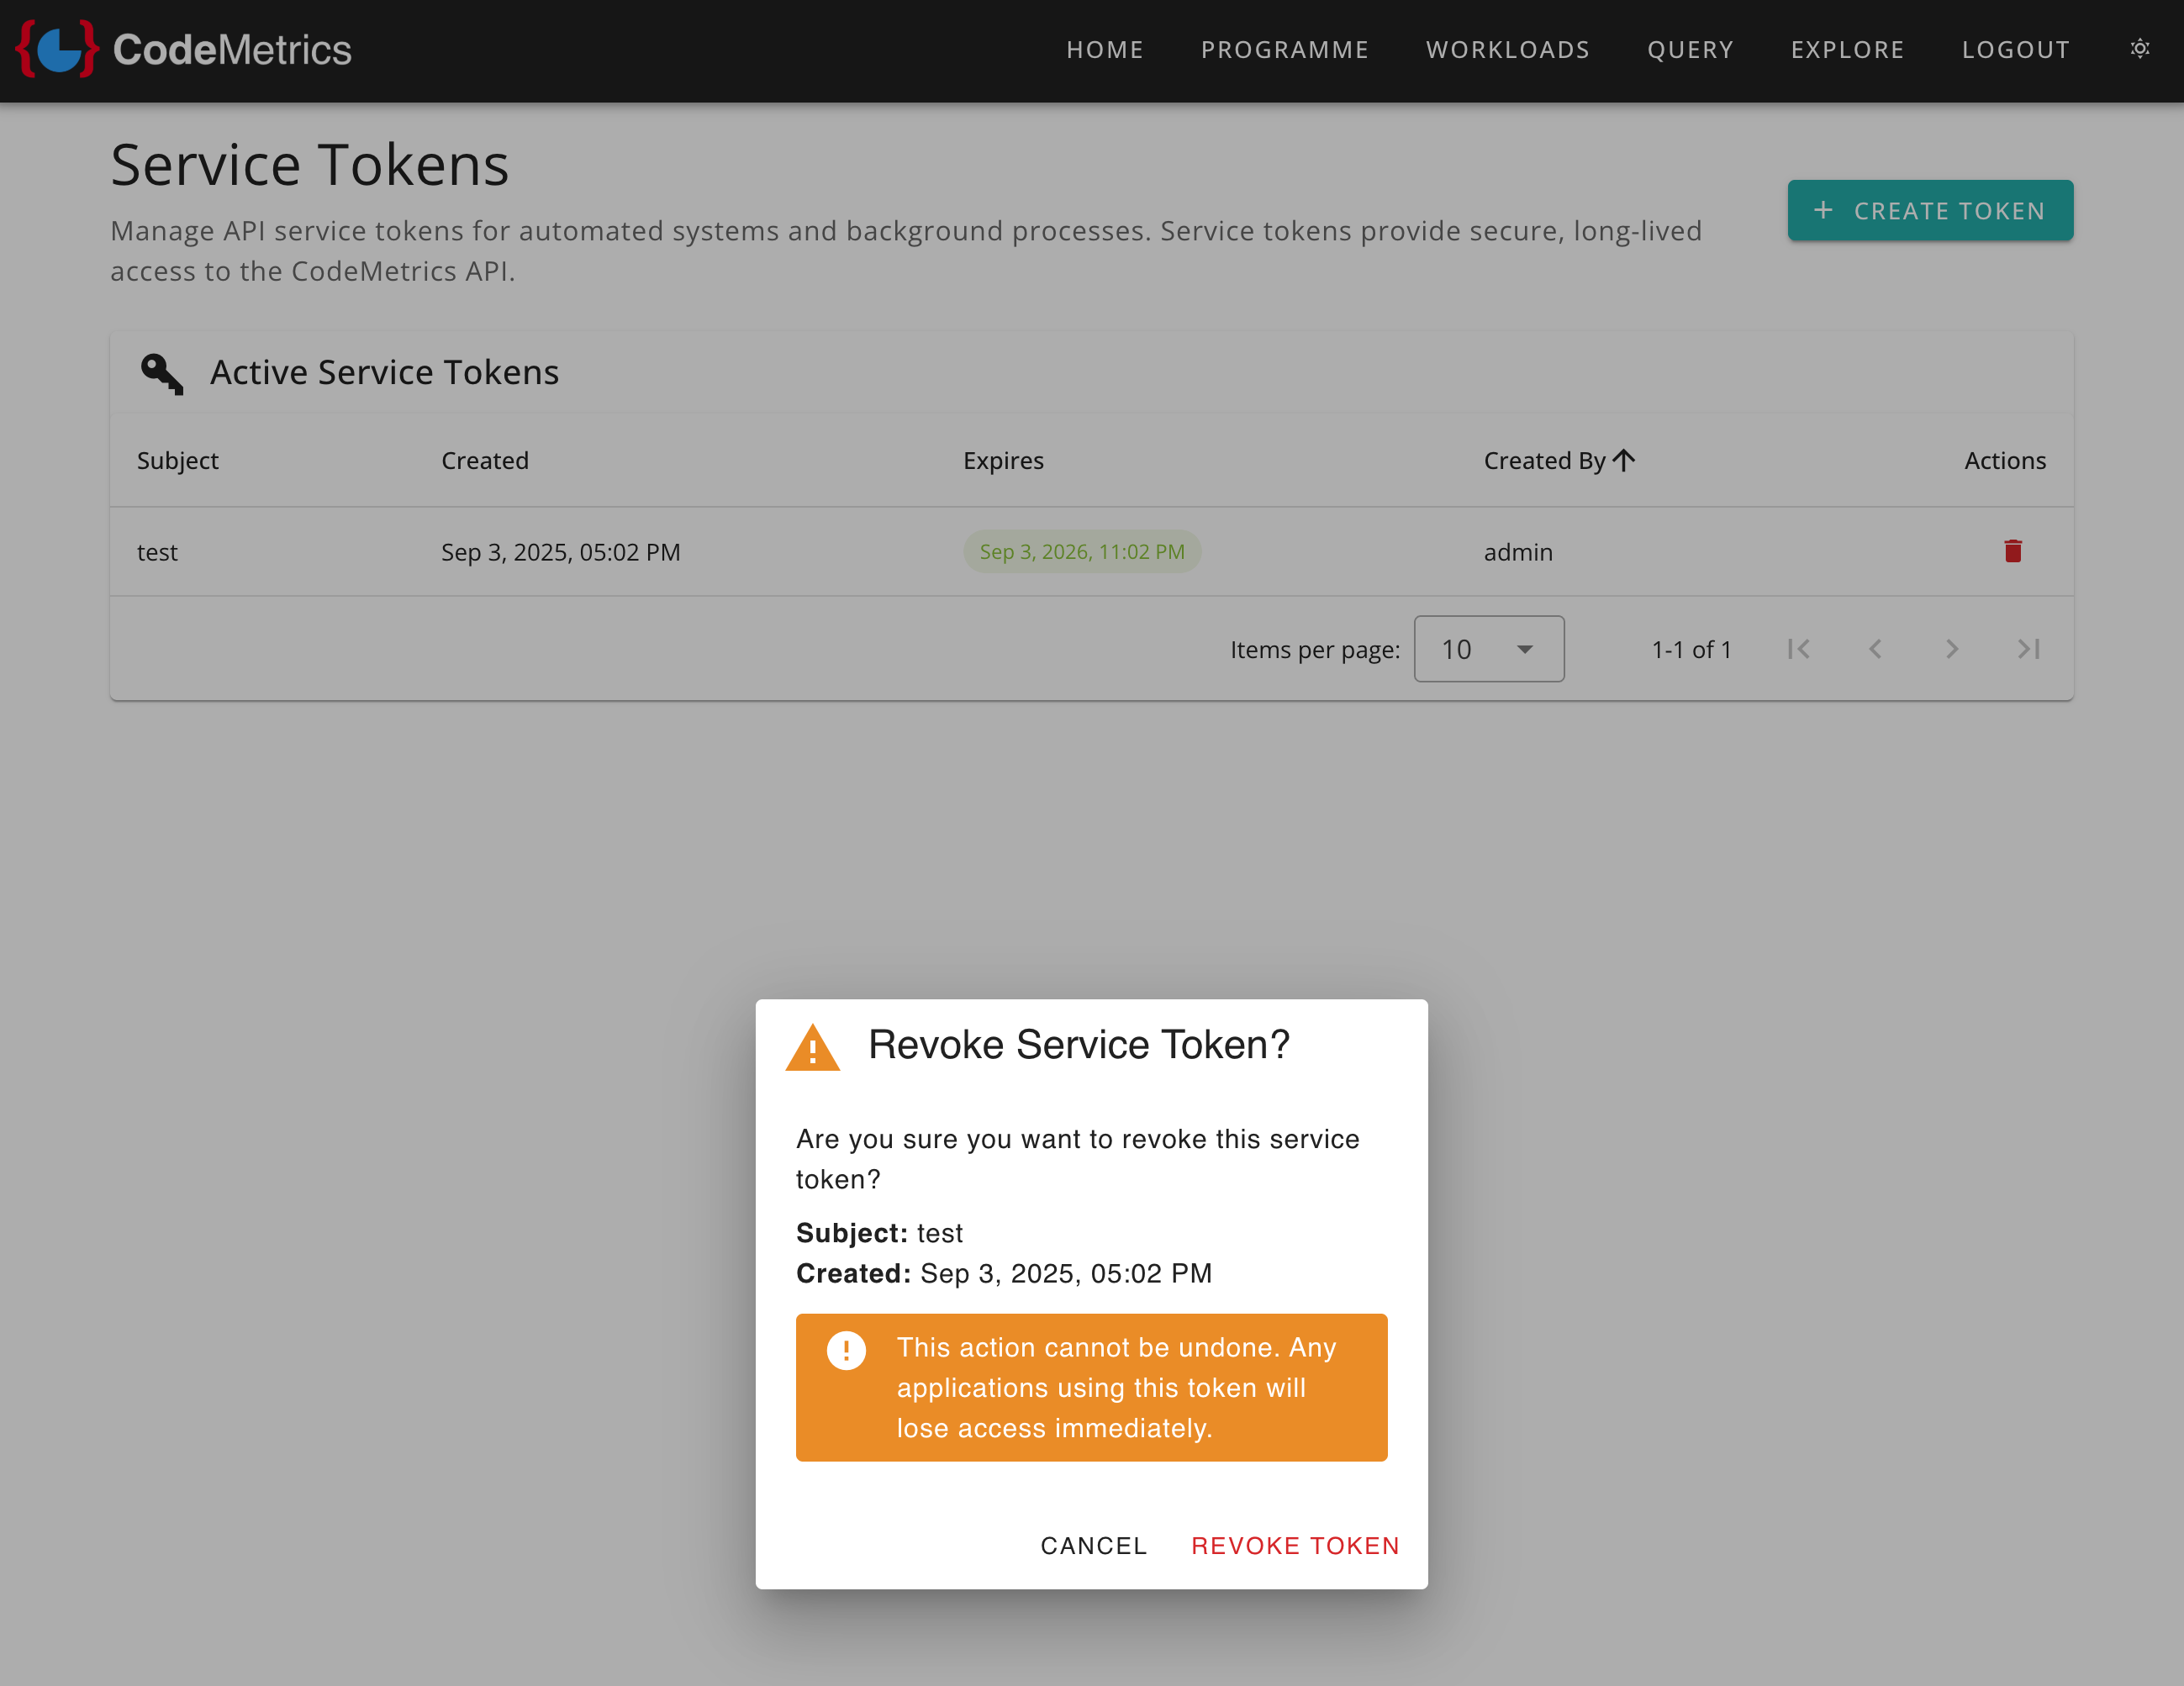 CodeMetrics
HOME PROGRAMME WORKLOADS QUERY EXPLORE LOGOUT
Service Tokens
Manage API service tokens for automated systems and background processes. Service tokens provide secure, long-lived
access to the CodeMetrics API.
+ CREATE TOKEN
Active Service Tokens
Subject Created Expires Created By Actions
test Sep 3, 2025, 05:02 PM Sep 3, 2026, 11:02 PM admin
Items per page: 10 1-1 of 1
Revoke Service Token?
Are you sure you want to revoke this service
token?
Subject: test
Created: Sep 3, 2025, 05:02 PM
This action cannot be undone. Any
applications using this token will
lose access immediately.
CANCEL REVOKE TOKEN